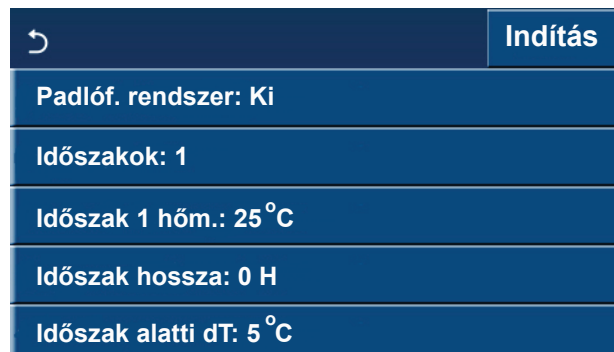 Indítás
Padlóf. rendszer: Ki
Időszakok: 1
Időszak 1 hőm.: 25°C
Időszak hossza: 0 H
Időszak alatti dT: 5°C